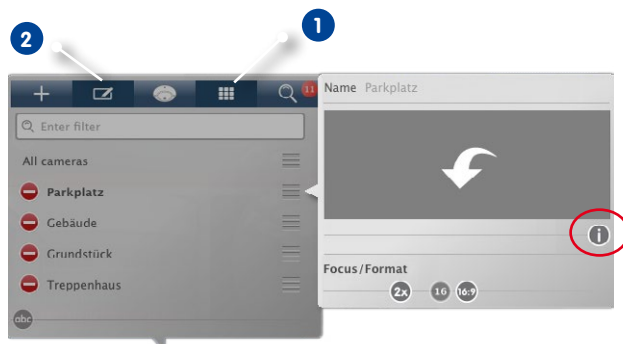 2
1
11
Enter filter
All cameras
Parkplatz
Gebäude
Grundstück
Treppenhaus
abc
Name Parkplatz
i
Focus/Format
2x 16 16:9